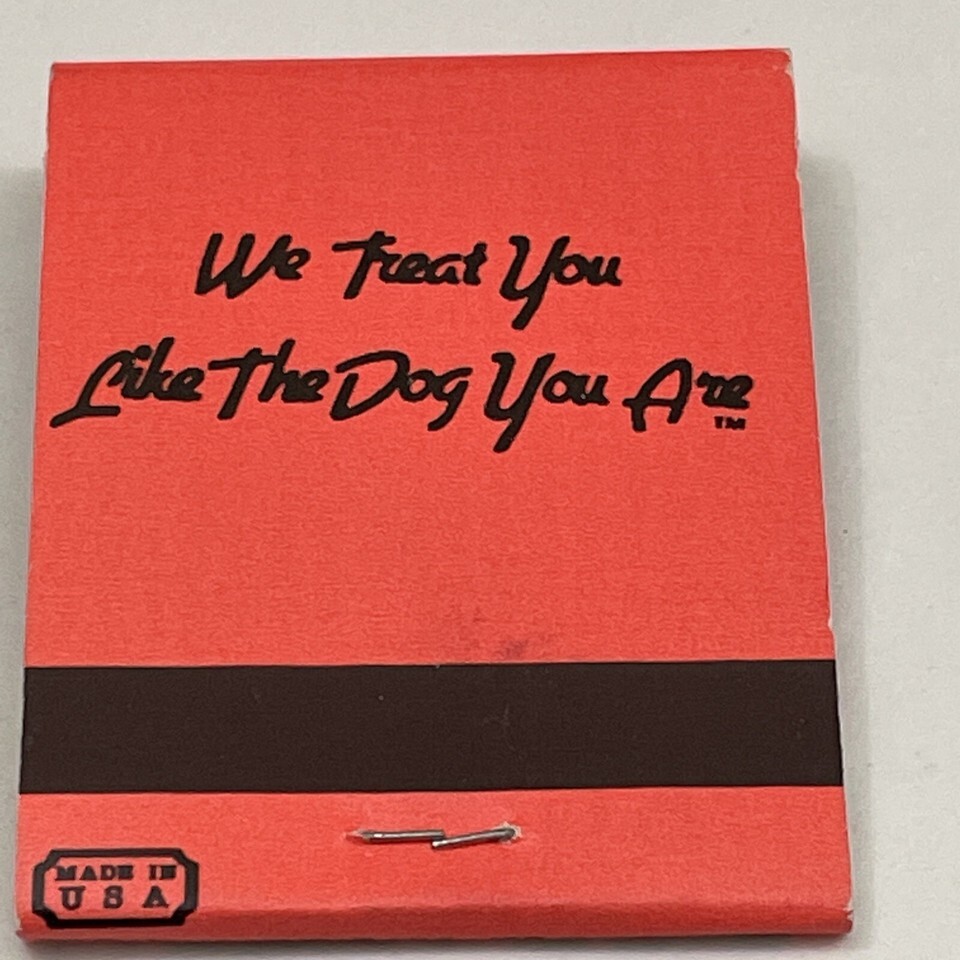 We Treat You
Like The Dog You Are
TM
MADE IN
USA